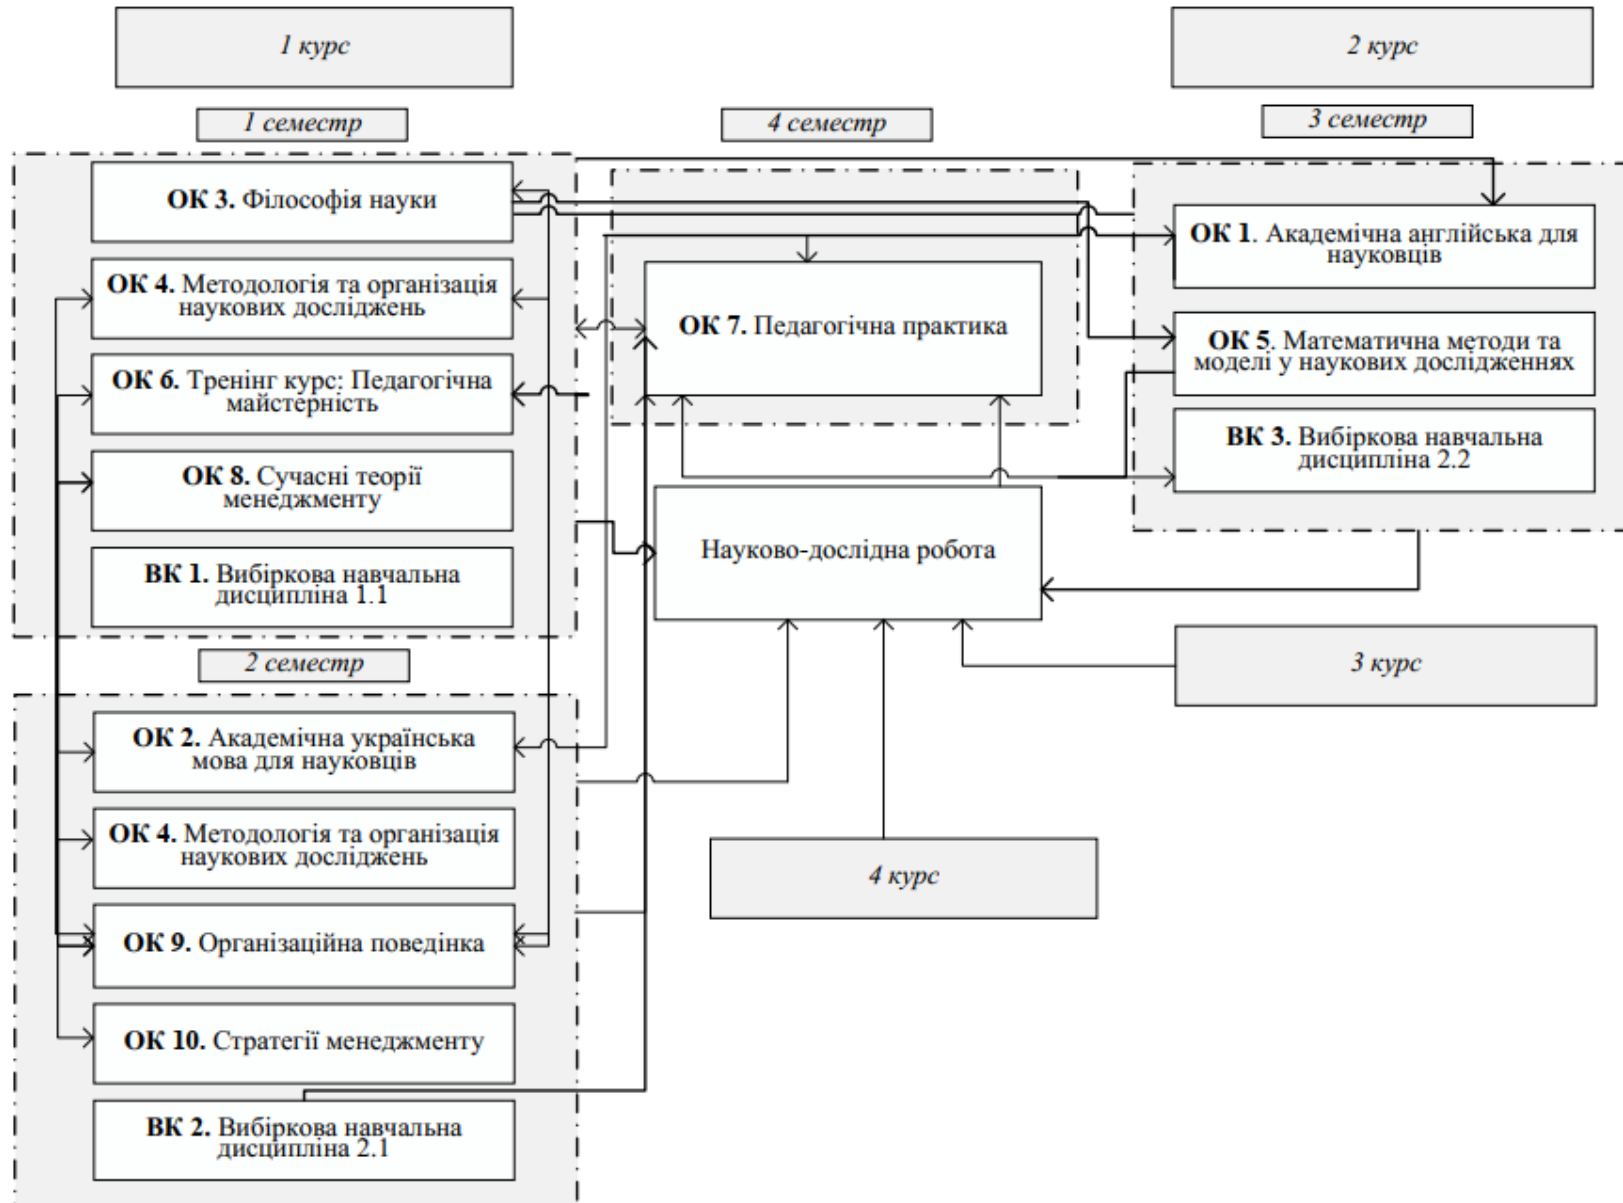 1 курс
2 курс
1 семестр
4 семестр
3 семестр
ОК 3. Філософія науки
ОК 4. Методологія та організація
наукових досліджень
ОК 6. Тренінг курс: Педагогічна
майстерність
ОК 8. Сучасні теорії
менеджменту
ВК 1. Вибіркова навчальна
дисципліна 1.1
ОК 7. Педагогічна практика
Науково-дослідна робота
ОК 1. Академічна англійська для
науковців
ОК 5. Математична методи та
моделі у наукових дослідженнях
ВК 3. Вибіркова навчальна
дисципліна 2.2
2 семестр
3 курс
ОК 2. Академічна українська
мова для науковців
ОК 4. Методологія та організація
наукових досліджень
ОК 9. Організаційна поведінка
ОК 10. Стратегії менеджменту
ВК 2. Вибіркова навчальна
дисципліна 2.1
4 курс